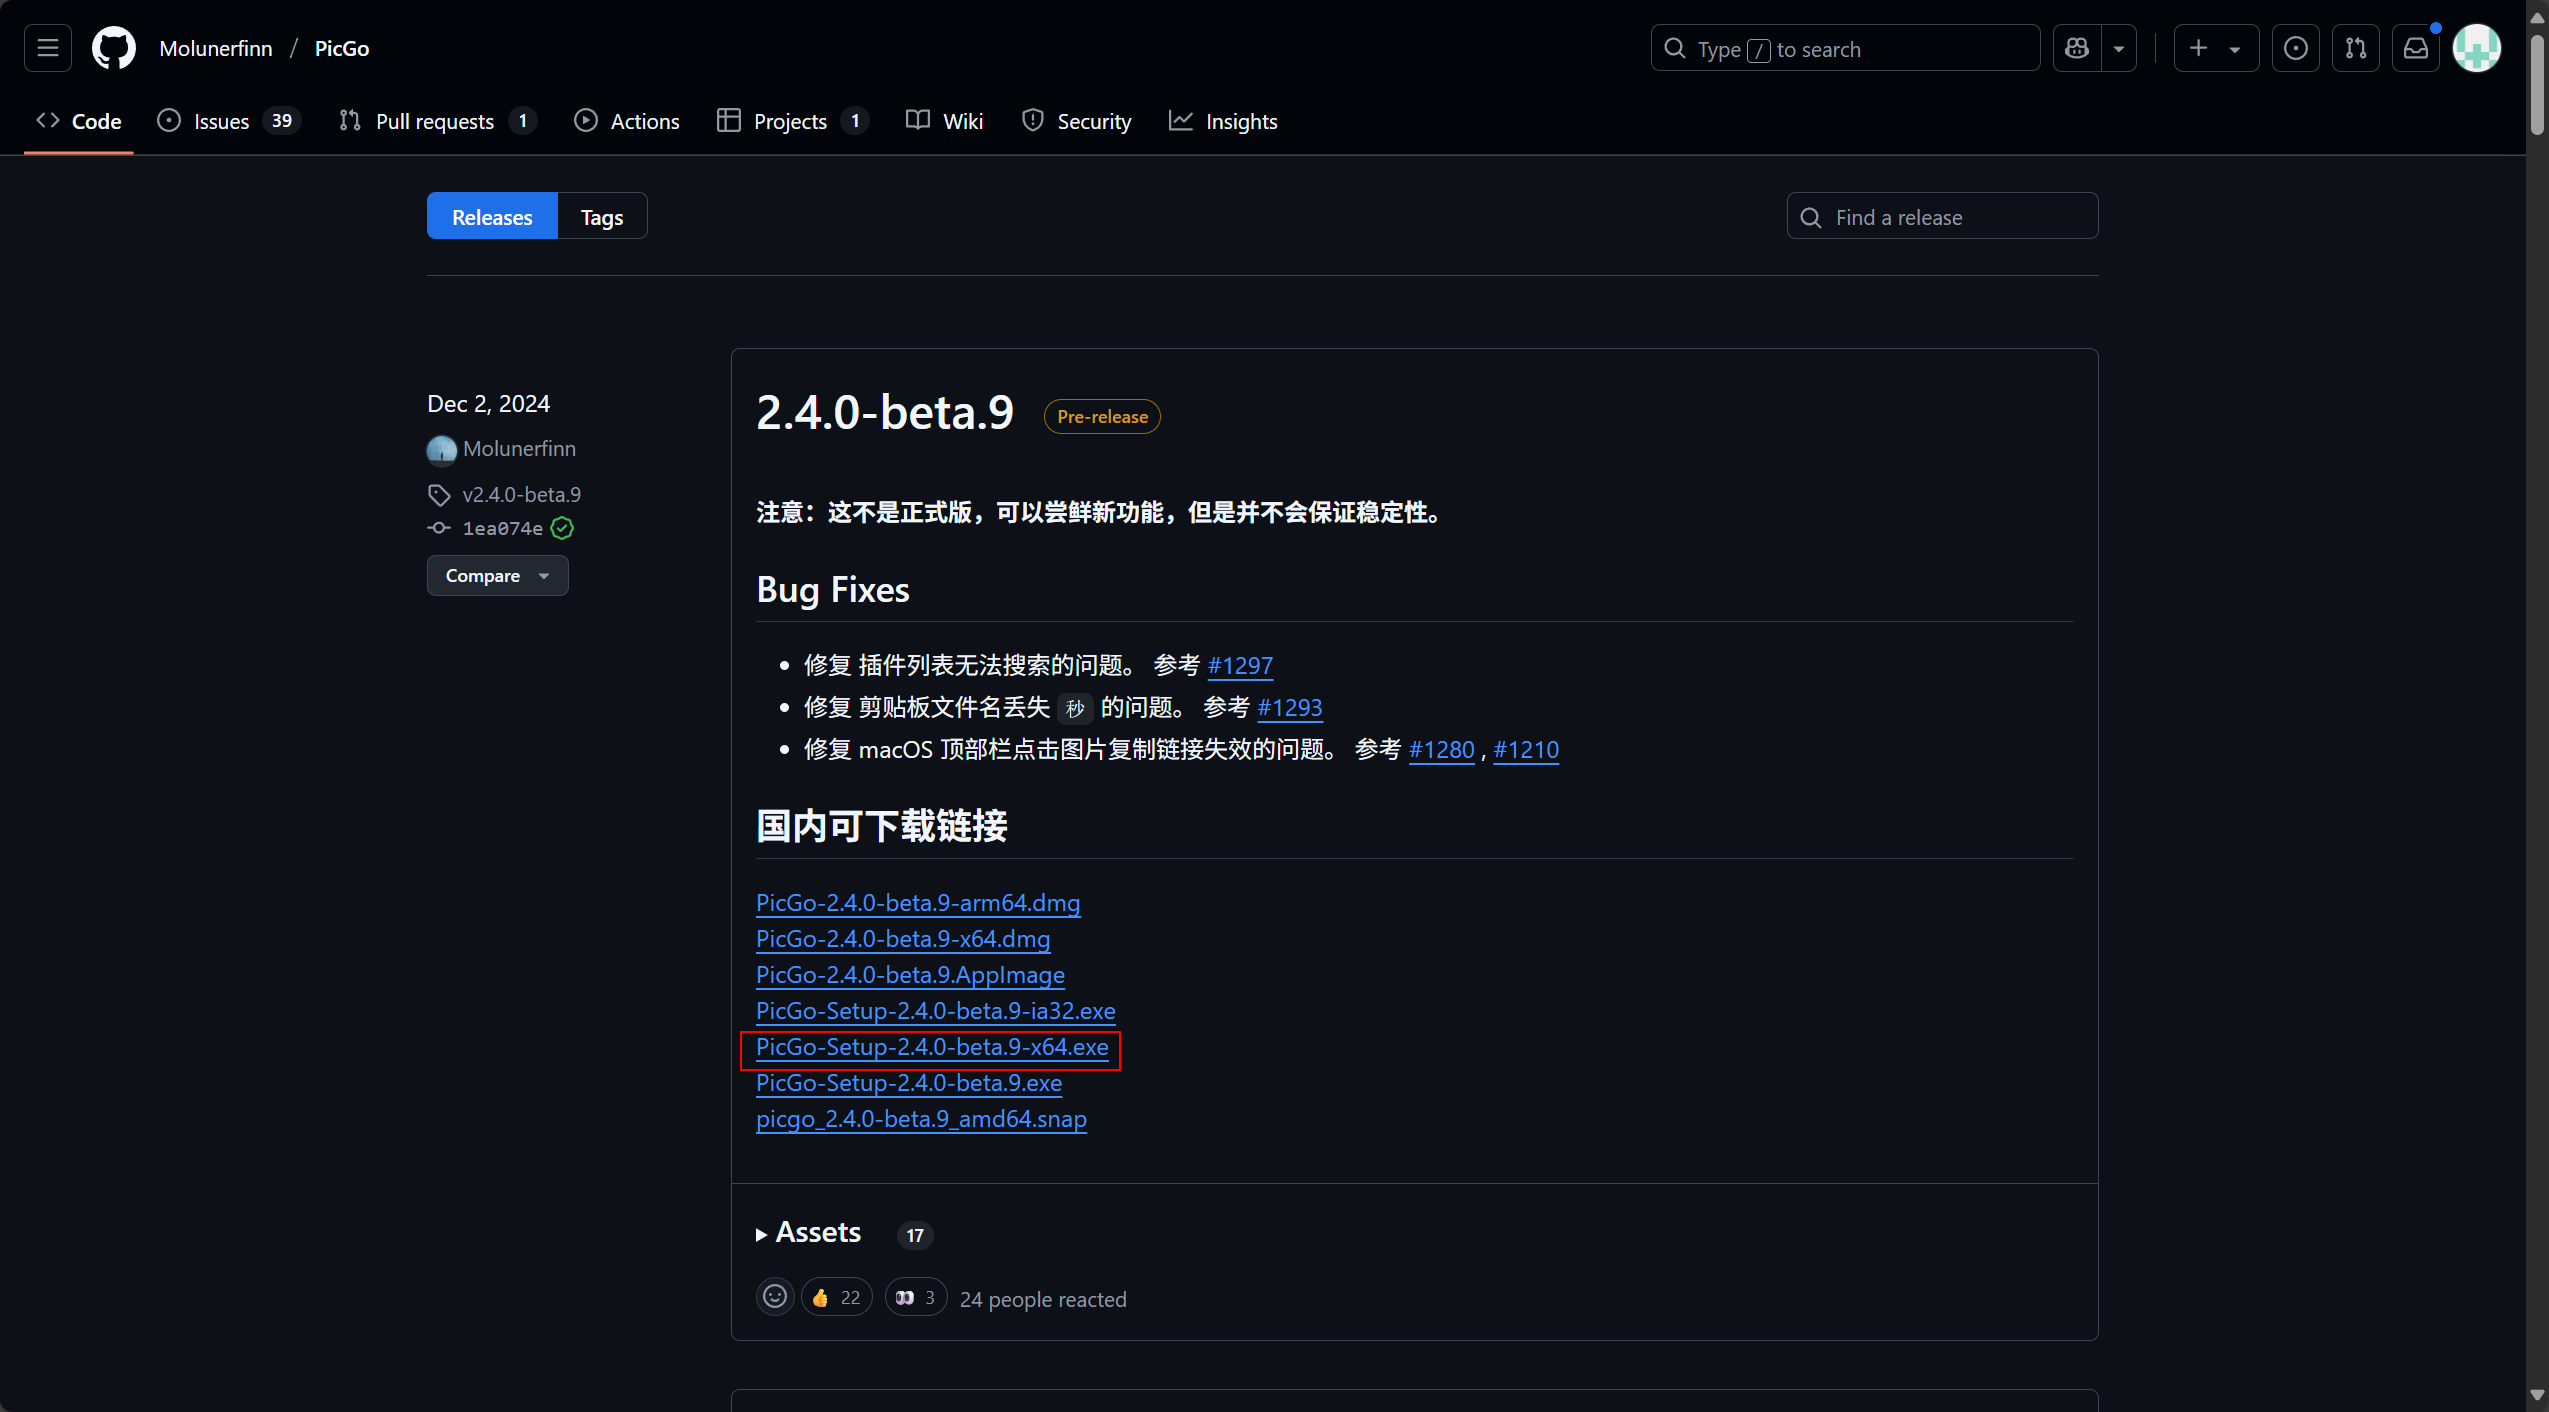 Molunerfinn / PicGo
Type / to search
Code
Issues 39
Pull requests 1
Actions
Projects 1
Wiki
Security
Insights
Releases
Tags
Find a release
Dec 2, 2024
Molunerfinn
v2.4.0-beta.9
1ea074e
Compare
2.4.0-beta.9 Pre-release
注意：这不是正式版，可以尝鲜新功能，但是并不会保证稳定性。
Bug Fixes
修复 插件列表无法搜索的问题。 参考 #1297
修复 剪贴板文件名丢失 秒 的问题。 参考 #1293
修复 macOS 顶部栏点击图片复制链接失效的问题。 参考 #1280 , #1210
国内可下载链接
PicGo-2.4.0-beta.9-arm64.dmg
PicGo-2.4.0-beta.9-x64.dmg
PicGo-2.4.0-beta.9.AppImage
PicGo-Setup-2.4.0-beta.9-ia32.exe
PicGo-Setup-2.4.0-beta.9-x64.exe
PicGo-Setup-2.4.0-beta.9.exe
picgo_2.4.0-beta.9_amd64.snap
Assets 17
👍 22 👀 3 24 people reacted